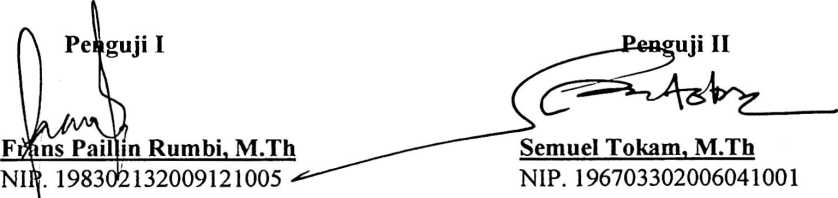 Penguji I
Penguji II
Frans Paillin Rumbi, M.Th
Semuel Tokam, M.Th
NIP. 198302132009121005
NIP. 196703302006041001